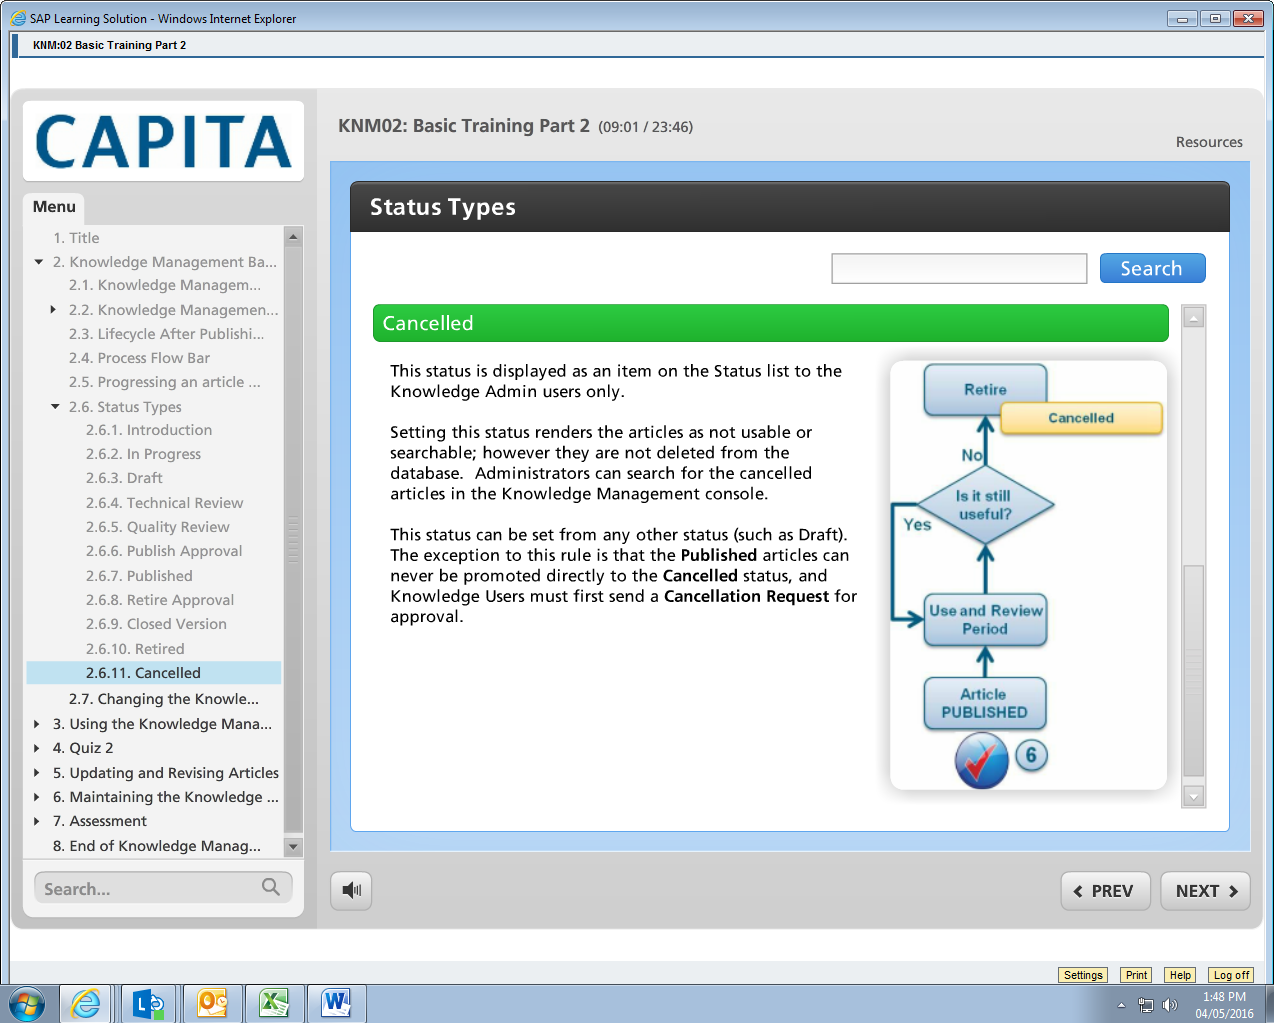 SAP Learning Solution - Windows Internet Explorer
KNM:02 Basic Training Part 2
CAPITA
KNM02: Basic Training Part 2 (09:01 / 23:46)
Resources
Menu
1. Title
2. Knowledge Management Ba...
2.1. Knowledge Managem...
2.2. Knowledge Managemen...
2.3. Lifecycle After Publishi...
2.4. Process Flow Bar
2.5. Progressing an article ...
2.6. Status Types
2.6.1. Introduction
2.6.2. In Progress
2.6.3. Draft
2.6.4. Technical Review
2.6.5. Quality Review
2.6.6. Publish Approval
2.6.7. Published
2.6.8. Retire Approval
2.6.9. Closed Version
2.6.10. Retired
2.6.11. Cancelled
2.7. Changing the Knowle...
3. Using the Knowledge Mana...
4. Quiz 2
5. Updating and Revising Articles
6. Maintaining the Knowledge ...
7. Assessment
8. End of Knowledge Manag...
Search...
Status Types
Search
Cancelled
This status is displayed as an item on the Status list to the
Knowledge Admin users only.
Setting this status renders the articles as not usable or
searchable; however they are not deleted from the
database. Administrators can search for the cancelled
articles in the Knowledge Management console.
This status can be set from any other status (such as Draft).
The exception to this rule is that the Published articles can
never be promoted directly to the Cancelled status, and
Knowledge Users must first send a Cancellation Request for
approval.
Retire
Cancelled
No
Is it still
useful?
Yes
Use and Review
Period
Article
PUBLISHED
6
PREV
NEXT
Settings
Print
Help
Log off
1:48 PM
04/05/2016